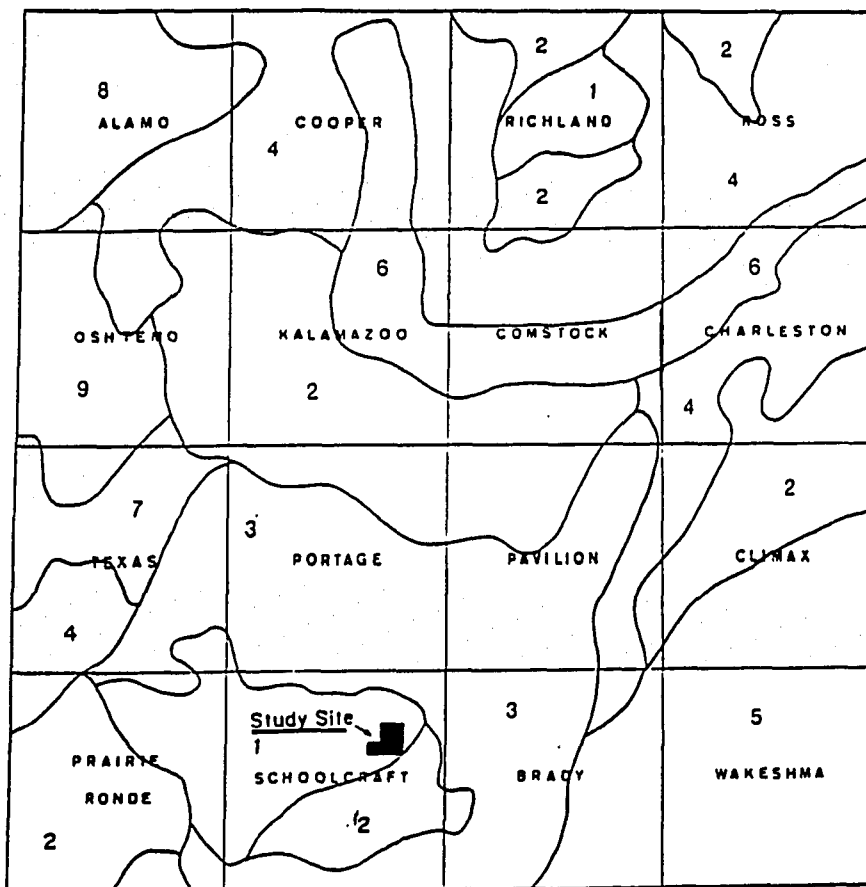 2
2
8
1
ALAMO
COOPER
RICHLAND
ROSS
4
2
4
6
6
OSHTEMO
KALAMAZOO
COMSTOCK
CHARLESTON
9
2
4
7
3
2
TEXAS
PORTAGE
PAVILION
CLIMAX
4
Study Site
3
5
1
PRAIRIE
RONDE
SCHOOLCRAFT
BRADY
WAKESHMA
2
2